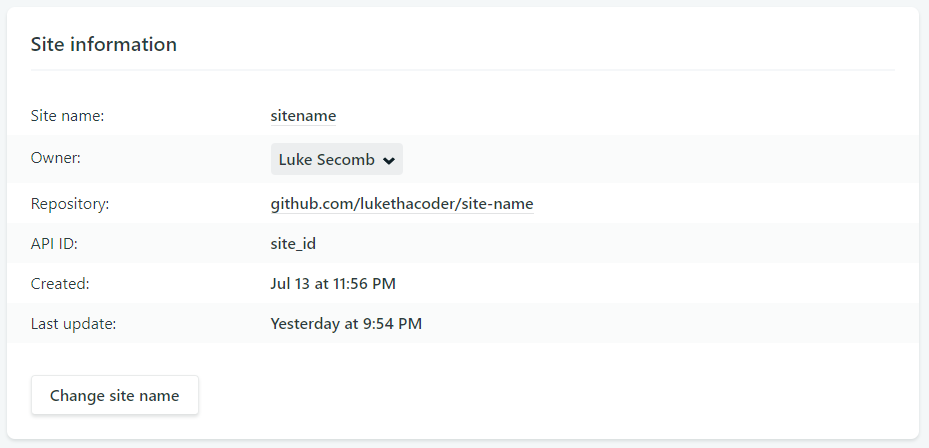 Site information
Site name: sitename
Owner: Luke Secomb
Repository: github.com/lukethacoder/site-name
API ID: site_id
Created: Jul 13 at 11:56 PM
Last update: Yesterday at 9:54 PM
Change site name